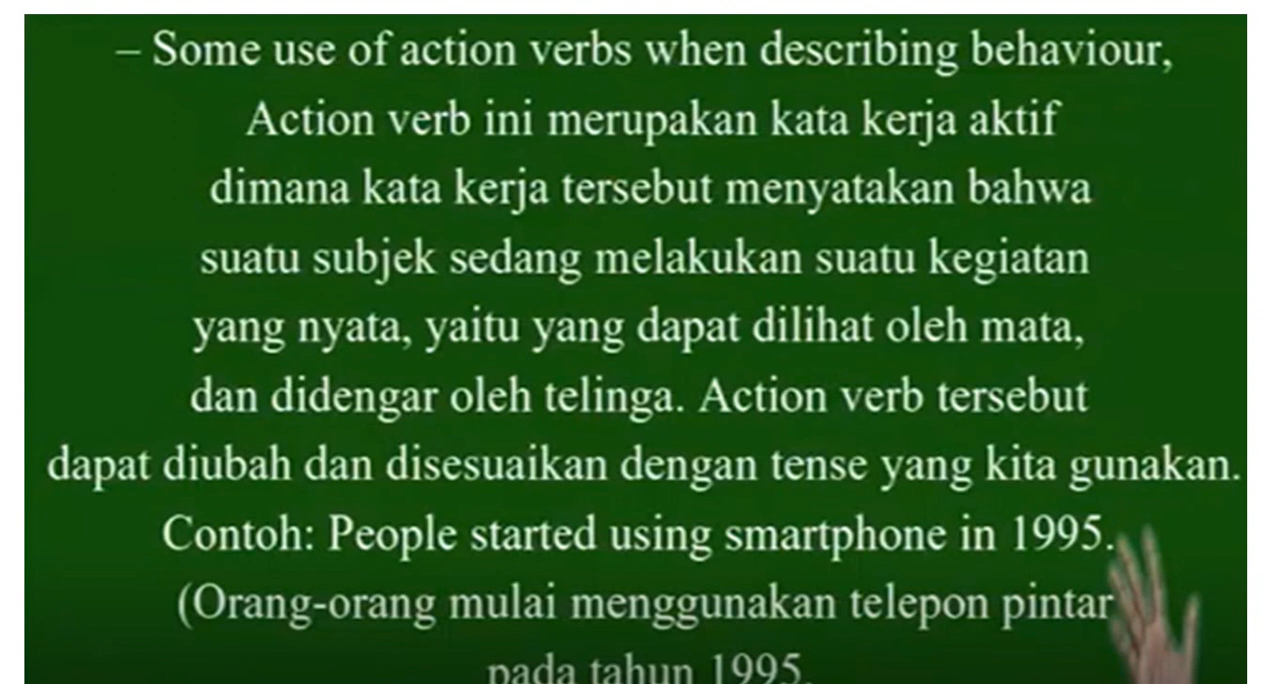 – Some use of action verbs when describing behaviour,
Action verb ini merupakan kata kerja aktif
dimana kata kerja tersebut menyatakan bahwa
suatu subjek sedang melakukan suatu kegiatan
yang nyata, yaitu yang dapat dilihat oleh mata,
dan didengar oleh telinga. Action verb tersebut
dapat diubah dan disesuaikan dengan tense yang kita gunakan.
Contoh: People started using smartphone in 1995.
(Orang-orang mulai menggunakan telepon pintar
pada tahun 1995.